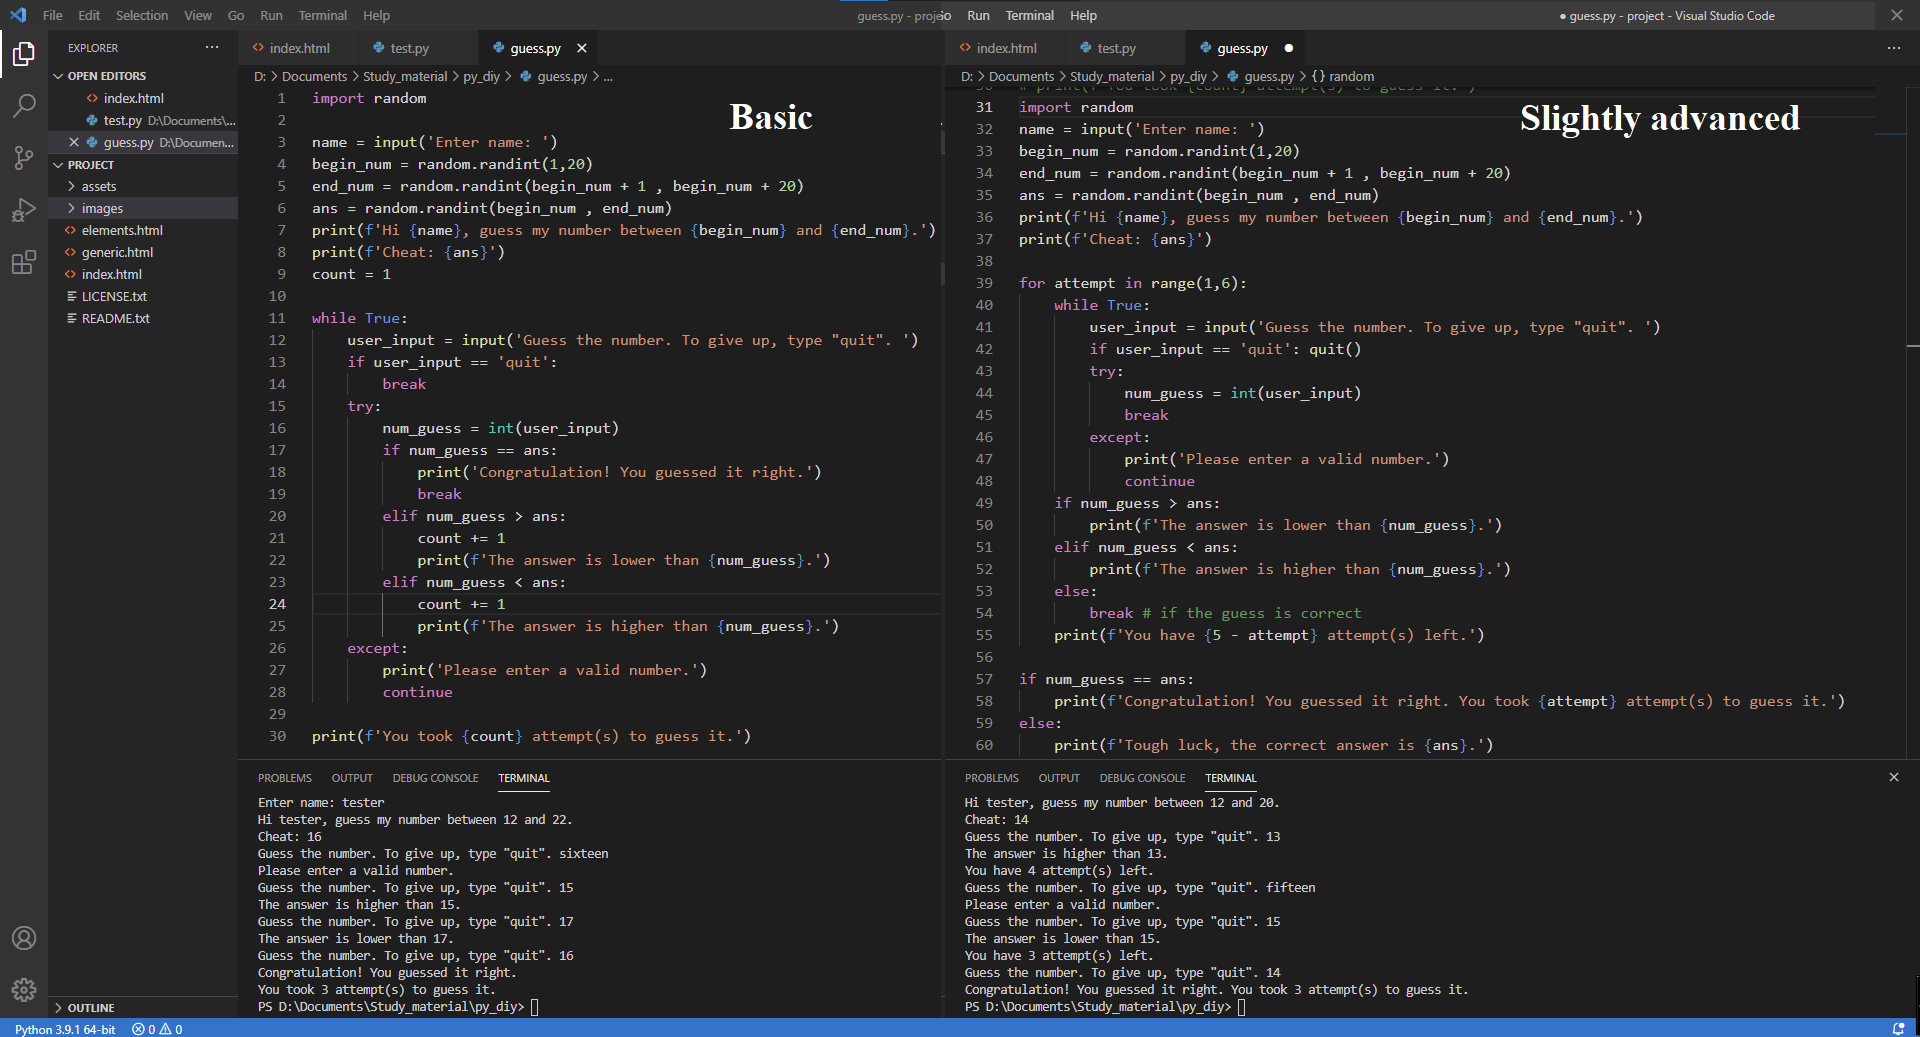 File Edit Selection View Go Run Terminal Help guess.py - proje
EXPLORER ...
OPEN EDITORS
index.html
test.py D:\Documents\...
guess.py D:\Documen...
PROJECT
assets
images
elements.html
generic.html
index.html
LICENSE.txt
README.txt
OUTLINE
index.html test.py guess.py
D: > Documents > Study_material > py_diy > guess.py > ...
Basic
1 import random
2
3 name = input('Enter name: ')
4 begin_num = random.randint(1,20)
5 end_num = random.randint(begin_num + 1 , begin_num + 20)
6 ans = random.randint(begin_num , end_num)
7 print(f'Hi {name}, guess my number between {begin_num} and {end_num}.')
8 print(f'Cheat: {ans}')
9 count = 1
10
11 while True:
12 user_input = input('Guess the number. To give up, type "quit". ')
13 if user_input == 'quit':
14 break
15 try:
16 num_guess = int(user_input)
17 if num_guess == ans:
18 print('Congratulation! You guessed it right.')
19 break
20 elif num_guess > ans:
21 count += 1
22 print(f'The answer is lower than {num_guess}.')
23 elif num_guess < ans:
24 count += 1
25 print(f'The answer is higher than {num_guess}.')
26 except:
27 print('Please enter a valid number.')
28 continue
29
30 print(f'You took {count} attempt(s) to guess it.')
PROBLEMS OUTPUT DEBUG CONSOLE TERMINAL
Enter name: tester
Hi tester, guess my number between 12 and 22.
Cheat: 16
Guess the number. To give up, type "quit". sixteen
Please enter a valid number.
Guess the number. To give up, type "quit". 15
The answer is higher than 15.
Guess the number. To give up, type "quit". 17
The answer is lower than 17.
Guess the number. To give up, type "quit". 16
Congratulation! You guessed it right.
You took 3 attempt(s) to guess it.
PS D:\Documents\Study_material\py_diy>
o Run Terminal Help ● guess.py - project - Visual Studio Code
index.html test.py guess.py ● ...
D: > Documents > Study_material > py_diy > guess.py > {} random
Slightly advanced
30 # print(f'You took {count} attempt(s) to guess it.')
31 import random
32 name = input('Enter name: ')
33 begin_num = random.randint(1,20)
34 end_num = random.randint(begin_num + 1 , begin_num + 20)
35 ans = random.randint(begin_num , end_num)
36 print(f'Hi {name}, guess my number between {begin_num} and {end_num}.')
37 print(f'Cheat: {ans}')
38
39 for attempt in range(1,6):
40 while True:
41 user_input = input('Guess the number. To give up, type "quit". ')
42 if user_input == 'quit': quit()
43 try:
44 num_guess = int(user_input)
45 break
46 except:
47 print('Please enter a valid number.')
48 continue
49 if num_guess > ans:
50 print(f'The answer is lower than {num_guess}.')
51 elif num_guess < ans:
52 print(f'The answer is higher than {num_guess}.')
53 else:
54 break # if the guess is correct
55 print(f'You have {5 - attempt} attempt(s) left.')
56
57 if num_guess == ans:
58 print(f'Congratulation! You guessed it right. You took {attempt} attempt(s) to guess it.')
59 else:
60 print(f'Tough luck, the correct answer is {ans}.')
PROBLEMS OUTPUT DEBUG CONSOLE TERMINAL
Hi tester, guess my number between 12 and 20.
Cheat: 14
Guess the number. To give up, type "quit". 13
The answer is higher than 13.
You have 4 attempt(s) left.
Guess the number. To give up, type "quit". fifteen
Please enter a valid number.
Guess the number. To give up, type "quit". 15
The answer is lower than 15.
You have 3 attempt(s) left.
Guess the number. To give up, type "quit". 14
Congratulation! You guessed it right. You took 3 attempt(s) to guess it.
PS D:\Documents\Study_material\py_diy>
Python 3.9.1 64-bit 0 0